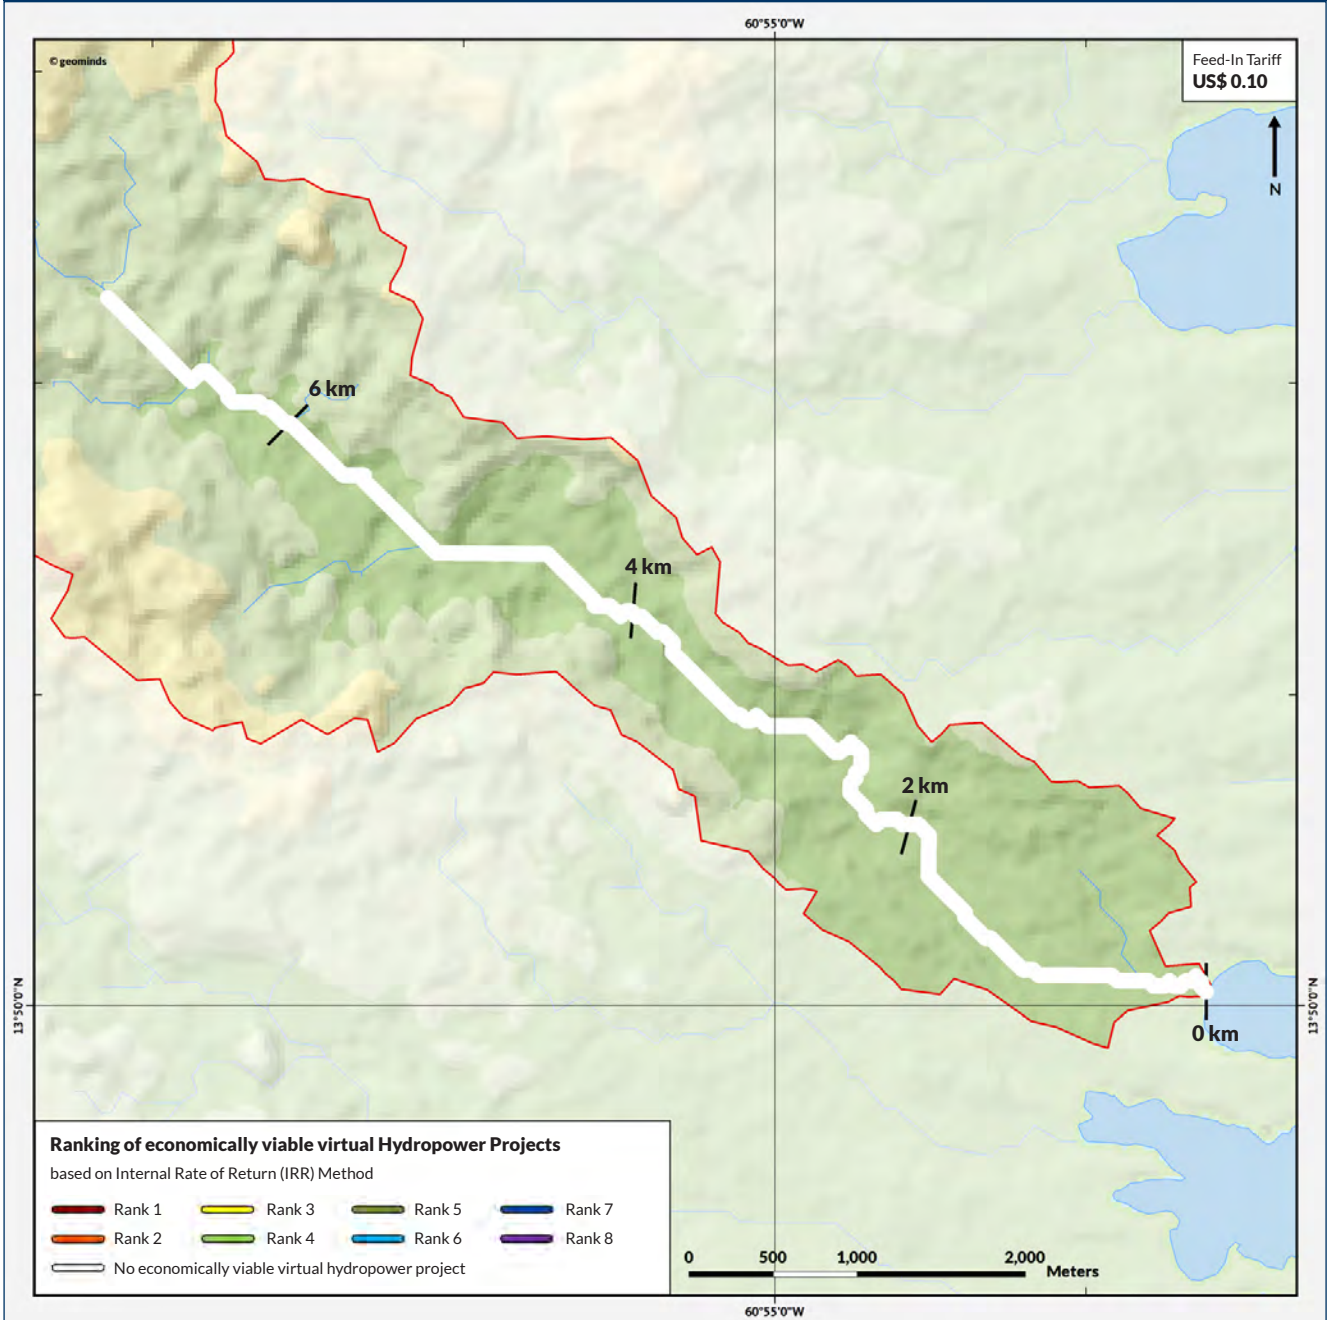 60°55'0"W
© geominds
Feed-In Tariff
US$ 0.10
N
6 km
4 km
2 km
13°50'0"N
13°50'0"N
0 km
Ranking of economically viable virtual Hydropower Projects
based on Internal Rate of Return (IRR) Method
Rank 1
Rank 3
Rank 5
Rank 7
Rank 2
Rank 4
Rank 6
Rank 8
No economically viable virtual hydropower project
0 500 1,000 2,000
Meters
60°55'0"W